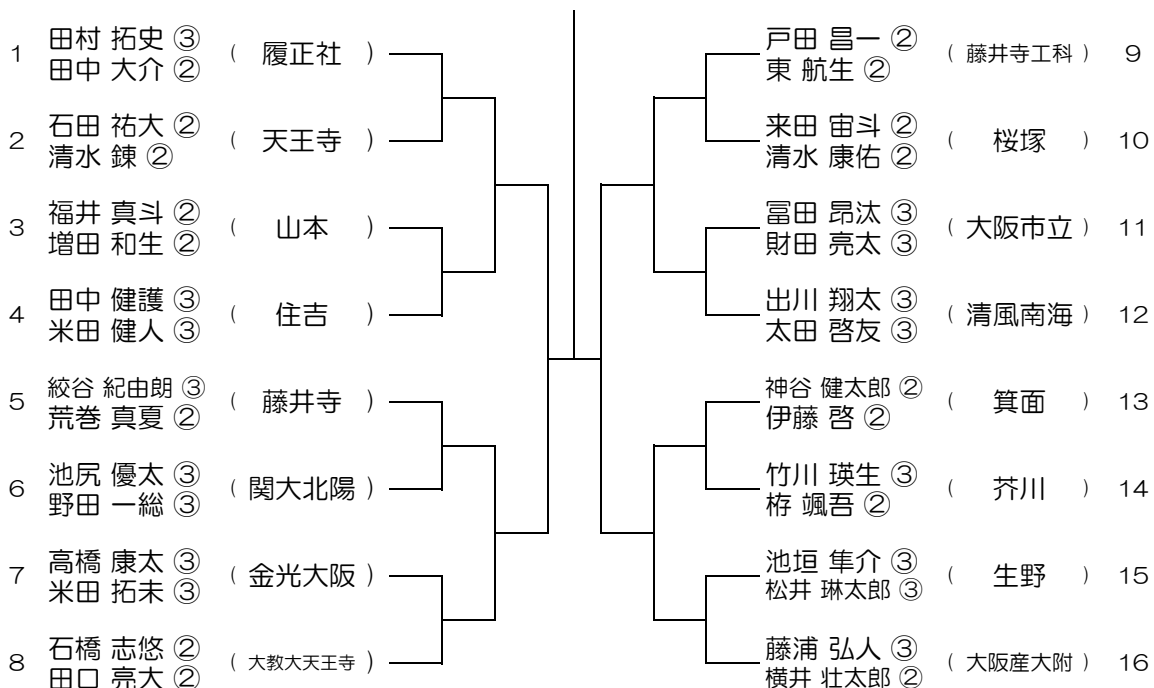 1 田村 拓史 ③ ( 履正社 )
田中 大介 ②
2 石田 祐大 ② ( 天王寺 )
清水 錬 ②
3 福井 真斗 ② ( 山本 )
増田 和生 ②
4 田中 健護 ③ ( 住吉 )
米田 健人 ③
5 絞谷 紀由朗 ③ ( 藤井寺 )
荒巻 真夏 ②
6 池尻 優太 ③ ( 関大北陽 )
野田 一総 ③
7 高橋 康太 ③ ( 金光大阪 )
米田 拓未 ③
8 石橋 志悠 ② ( 大教大天王寺 )
田口 亮大 ②
戸田 昌一 ② ( 藤井寺工科 ) 9
東 航生 ②
来田 宙斗 ② ( 桜塚 ) 10
清水 康佑 ②
冨田 昂汰 ③ ( 大阪市立 ) 11
財田 亮太 ③
出川 翔太 ③ ( 清風南海 ) 12
太田 啓友 ③
神谷 健太郎 ② ( 箕面 ) 13
伊藤 啓 ②
竹川 瑛生 ③ ( 芥川 ) 14
栫 颯吾 ②
池垣 隼介 ③ ( 生野 ) 15
松井 琳太郎 ③
藤浦 弘人 ③ ( 大阪産大附 ) 16
横井 壮太郎 ②